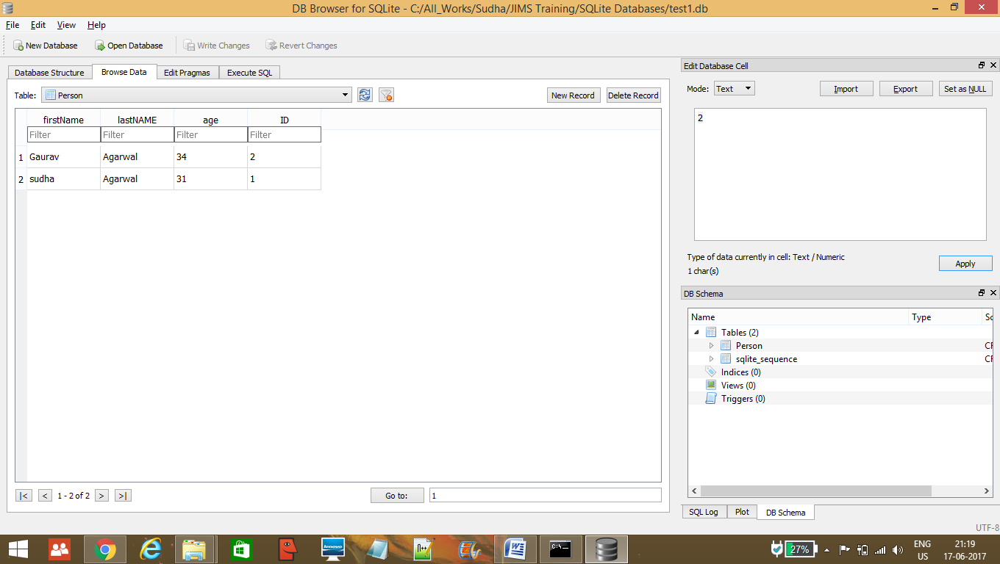 DB Browser for SQLite - C:/All_Works/Sudha/JIMS Training/SQLite Databases/test1.db
File Edit View Help
New Database Open Database Write Changes Revert Changes
Database Structure Browse Data Edit Pragmas Execute SQL
Table: Person New Record Delete Record
firstName lastNAME age ID
Filter Filter Filter Filter
1 Gaurav Agarwal 34 2
2 sudha Agarwal 31 1
|< < 1 - 2 of 2 > >| Go to: 1
Edit Database Cell
Mode: Text Import Export Set as NULL
2
Type of data currently in cell: Text / Numeric
1 char(s)
Apply
DB Schema
Name Type Sc
Tables (2)
Person CR
sqlite_sequence CR
Indices (0)
Views (0)
Triggers (0)
SQL Log Plot DB Schema
UTF-8
lenovo
27%
ENG
US
21:19
17-06-2017